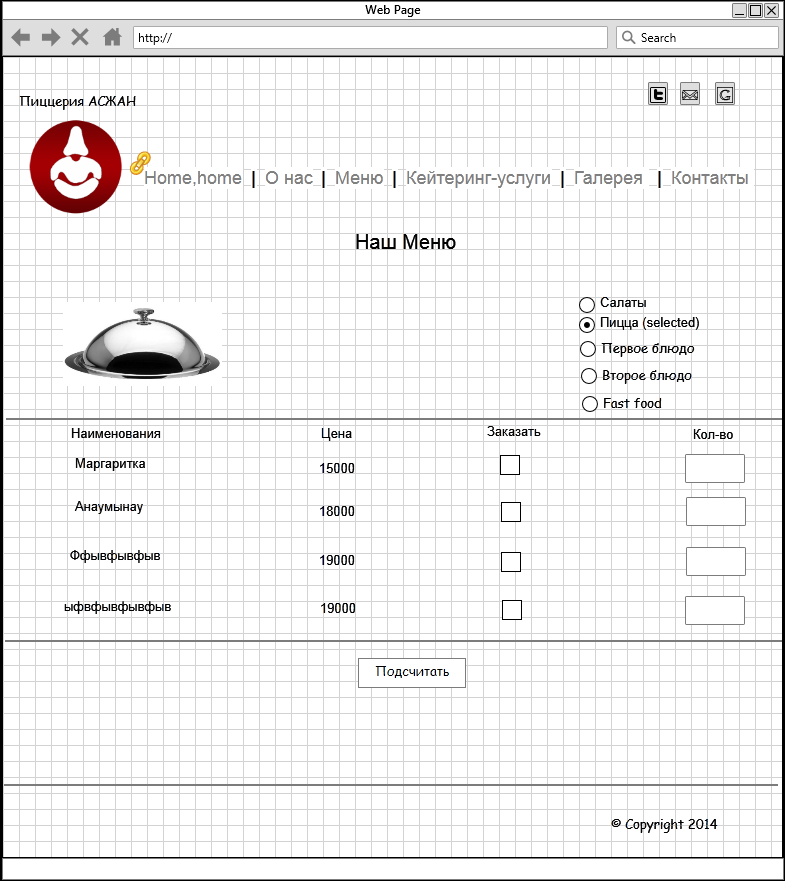 Web Page
http://
Search
Пиццерия АСЖАН
Home,home | О нас | Меню | Кейтеринг-услуги | Галерея | Контакты
Наш Меню
Салаты
Пицца (selected)
Первое блюдо
Второе блюдо
Fast food
Наименования Цена Заказать Кол-во
Маргаритка 15000
Анаумынау 18000
Ффывфывфыв 19000
ыфвфывфывфыв 19000
Подсчитать
© Copyright 2014